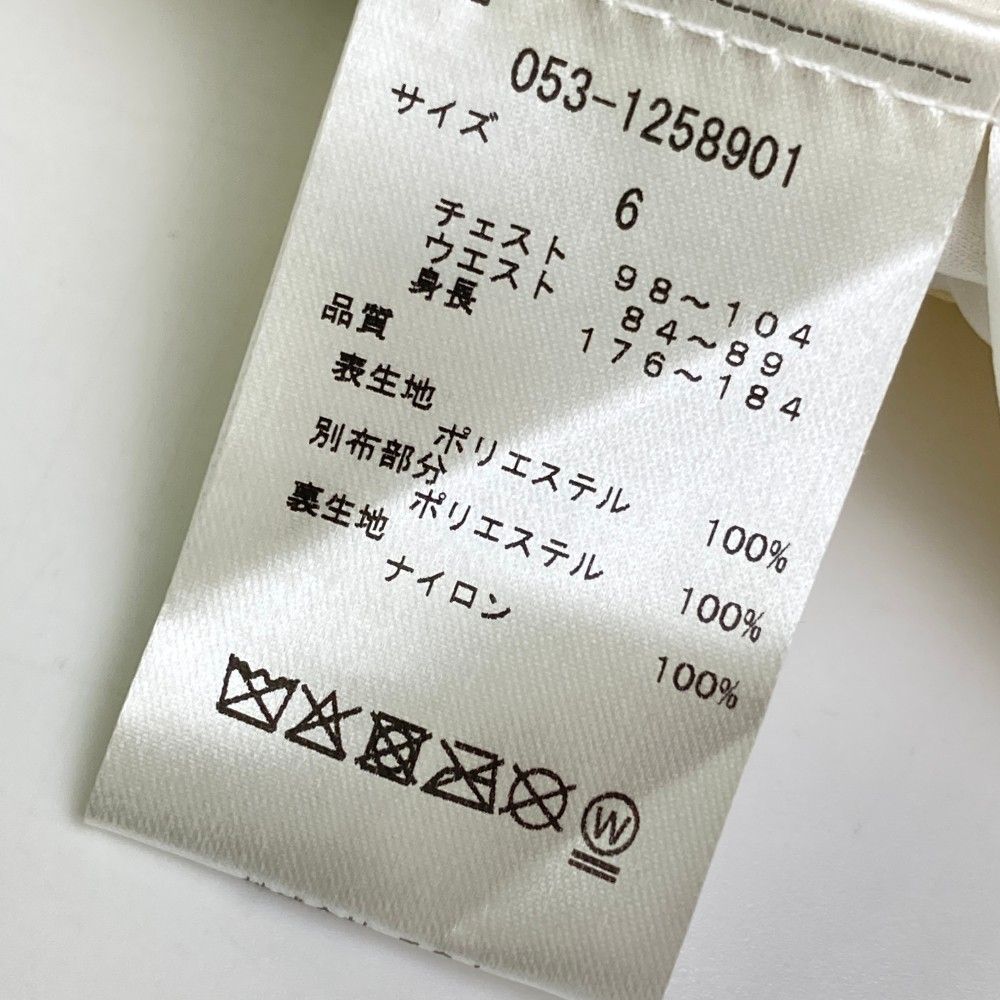 053-1258901
サイズ
6
チェスト 98～104
ウエスト 84～89
身長 176～184
品質
表生地
ポリエステル 100%
別布部分
ポリエステル 100%
裏生地
ナイロン 100%
W